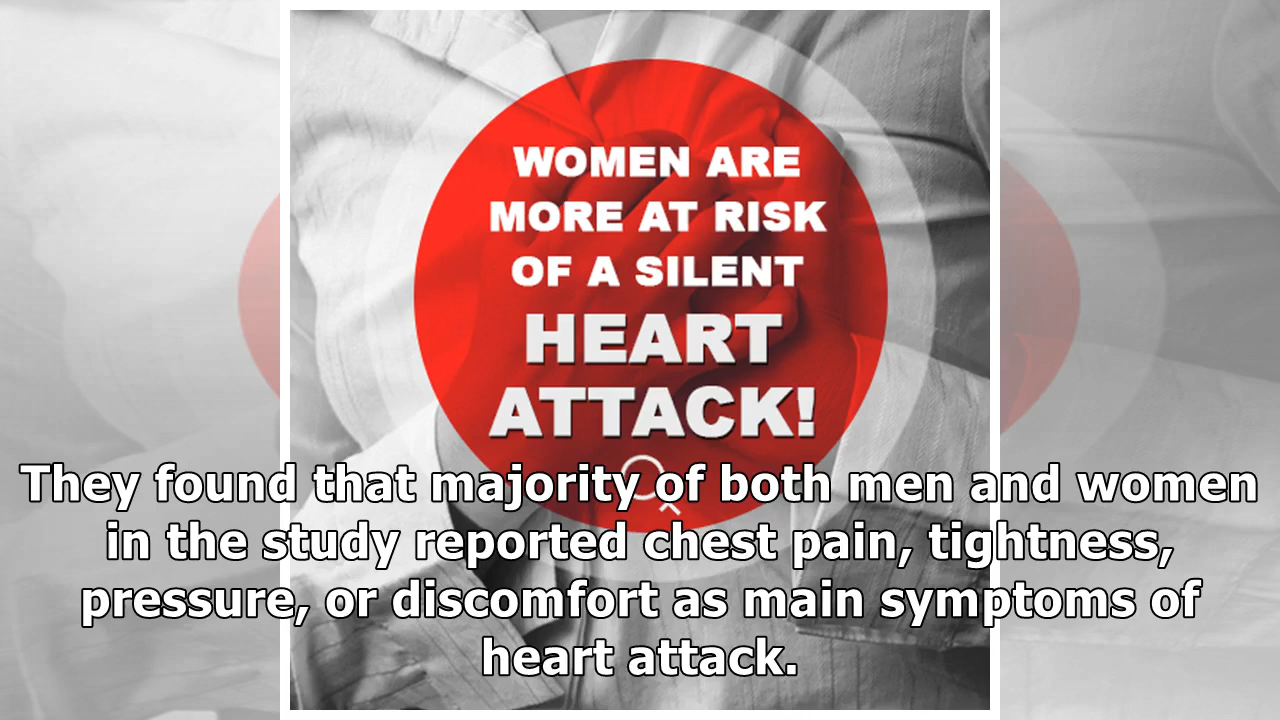 WOMEN ARE
MORE AT RISK
OF A SILENT
HEART
ATTACK!
They found that majority of both men and women
in the study reported chest pain, tightness,
pressure, or discomfort as main symptoms of
heart attack.